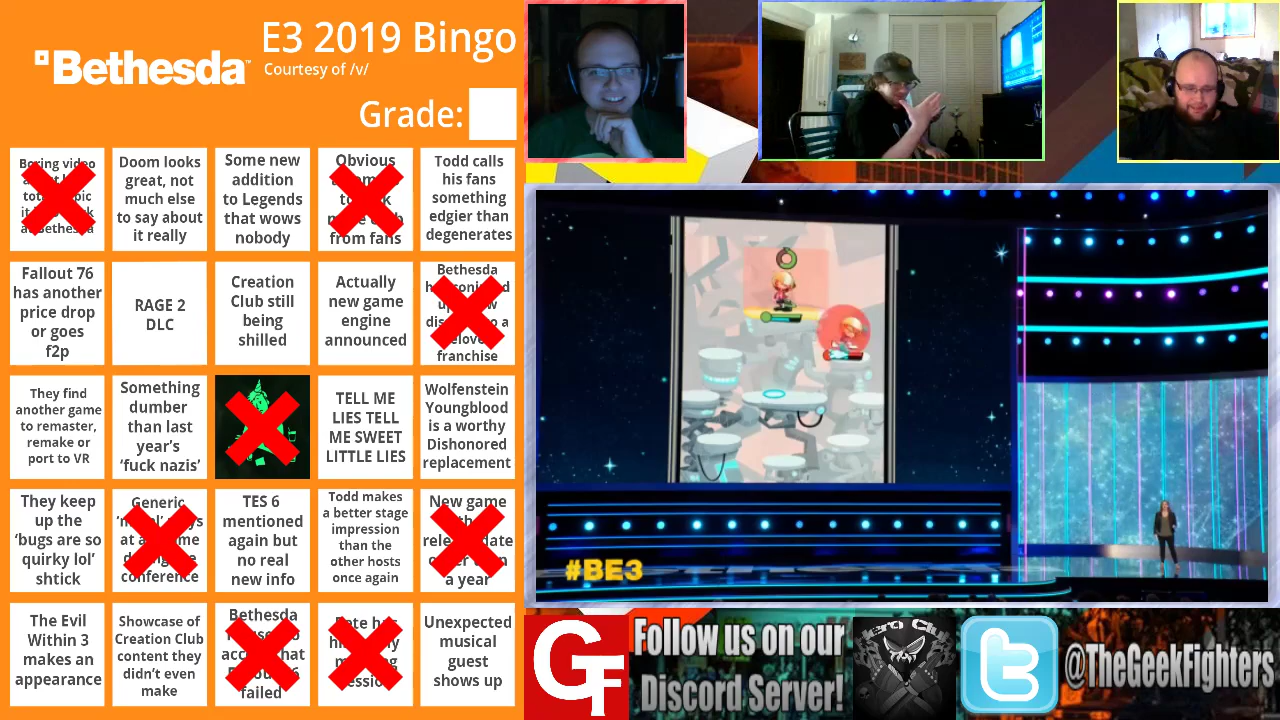 E3 2019 Bingo
Bethesda™
Courtesy of /v/
Grade:
Boring video
Doom looks
great, not
much else
to say about
it really
Some new
addition
to Legends
that wows
nobody
Obvious
from fans
Todd calls
his fans
something
edgier than
degenerates
Fallout 76
has another
price drop
or goes
f2p
RAGE 2
DLC
Creation
Club still
being
shilled
Actually
new game
engine
announced
Bethesda
franchise
They find
another game
to remaster,
remake or
port to VR
Something
dumber
than last
year's
'fuck nazis'
TELL ME
LIES TELL
ME SWEET
LITTLE LIES
Wolfenstein
Youngblood
is a worthy
Dishonored
replacement
They keep
up the
'bugs are so
quirky lol'
shtick
Generic
conference
TES 6
mentioned
again but
no real
new info
Todd makes
a better stage
impression
than the
other hosts
once again
New game
a year
The Evil
Within 3
makes an
appearance
Showcase of
Creation Club
content they
didn't even
make
Bethesda
that
failed
Unexpected
musical
guest
shows up
#BE3
GF
Follow us on our
Discord Server!
@TheGeekFighters